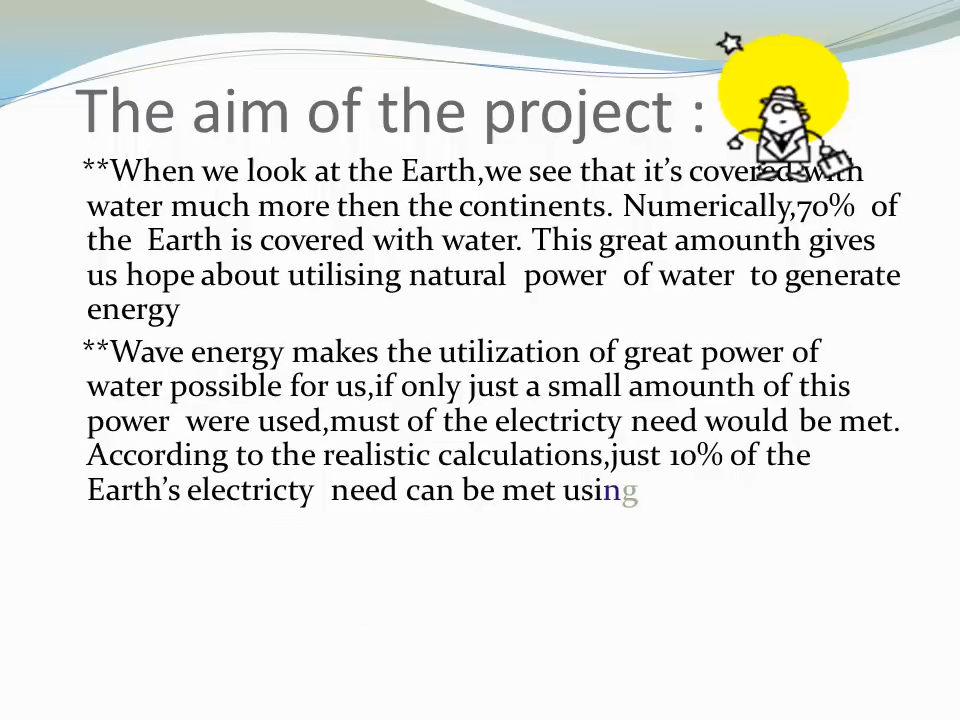 The aim of the project :
**When we look at the Earth,we see that it’s covered with
water much more then the continents. Numerically,70% of
the Earth is covered with water. This great amounth gives
us hope about utilising natural power of water to generate
energy
**Wave energy makes the utilization of great power of
water possible for us,if only just a small amounth of this
power were used,must of the electricty need would be met.
According to the realistic calculations,just 10% of the
Earth’s electricty need can be met using